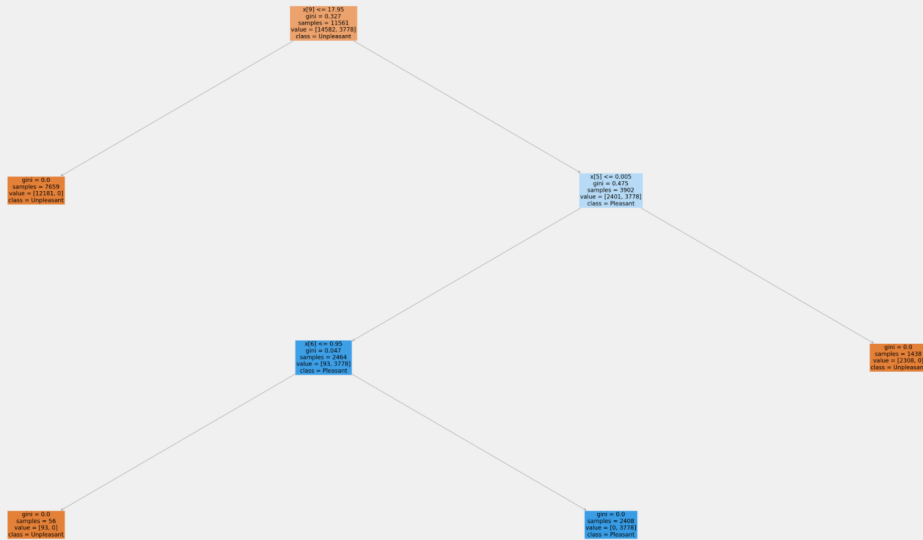 x[9] <= 17.95
gini = 0.327
samples = 11561
value = [14582, 3778]
class = Unpleasant
gini = 0.0
samples = 7659
value = [12181, 0]
class = Unpleasant
x[5] <= 0.005
gini = 0.475
samples = 3902
value = [2401, 3778]
class = Pleasant
x[6] <= 0.95
gini = 0.047
samples = 2464
value = [93, 3778]
class = Pleasant
gini = 0.0
samples = 1438
value = [2308, 0]
class = Unpleasant
gini = 0.0
samples = 56
value = [93, 0]
class = Unpleasant
gini = 0.0
samples = 2408
value = [0, 3778]
class = Pleasant